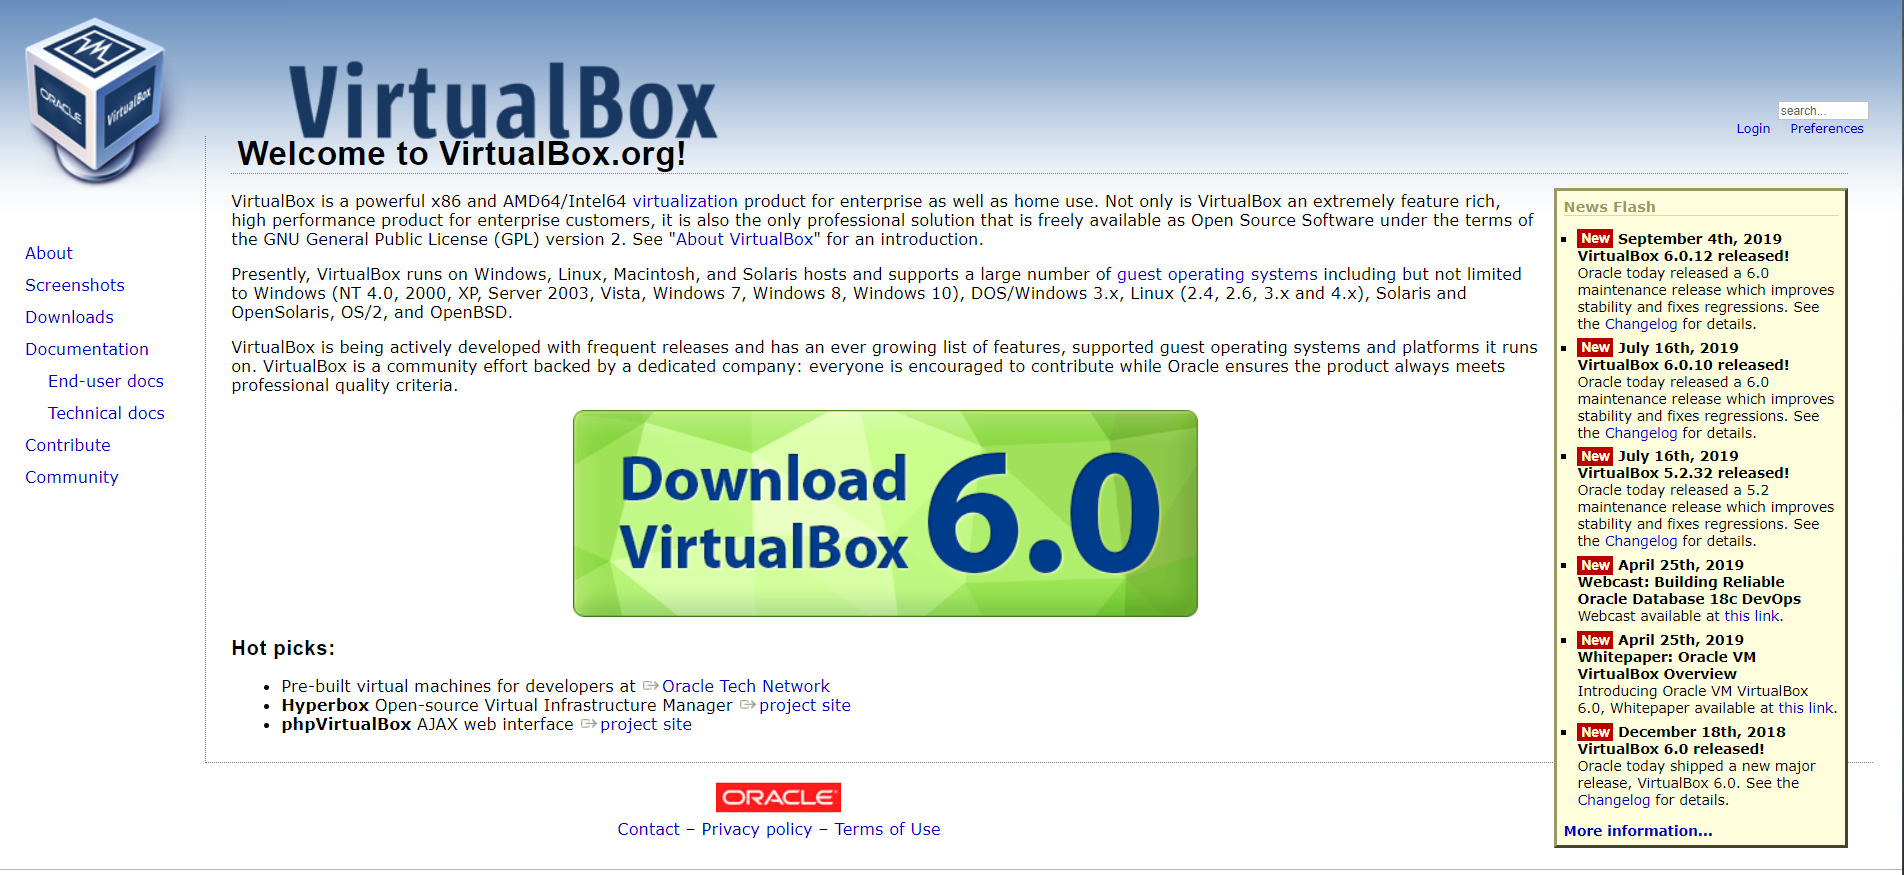 ORACLE
VirtualBox
VirtualBox
search...
Login Preferences
Welcome to VirtualBox.org!
About
Screenshots
Downloads
Documentation
End-user docs
Technical docs
Contribute
Community
VirtualBox is a powerful x86 and AMD64/Intel64 virtualization product for enterprise as well as home use. Not only is VirtualBox an extremely feature rich,
high performance product for enterprise customers, it is also the only professional solution that is freely available as Open Source Software under the terms of
the GNU General Public License (GPL) version 2. See "About VirtualBox" for an introduction.
Presently, VirtualBox runs on Windows, Linux, Macintosh, and Solaris hosts and supports a large number of guest operating systems including but not limited
to Windows (NT 4.0, 2000, XP, Server 2003, Vista, Windows 7, Windows 8, Windows 10), DOS/Windows 3.x, Linux (2.4, 2.6, 3.x and 4.x), Solaris and
OpenSolaris, OS/2, and OpenBSD.
VirtualBox is being actively developed with frequent releases and has an ever growing list of features, supported guest operating systems and platforms it runs
on. VirtualBox is a community effort backed by a dedicated company: everyone is encouraged to contribute while Oracle ensures the product always meets
professional quality criteria.
Download
VirtualBox 6.0
Hot picks:
• Pre-built virtual machines for developers at Oracle Tech Network
• Hyperbox Open-source Virtual Infrastructure Manager project site
• phpVirtualBox AJAX web interface project site
News Flash
New September 4th, 2019
VirtualBox 6.0.12 released!
Oracle today released a 6.0
maintenance release which improves
stability and fixes regressions. See
the Changelog for details.
New July 16th, 2019
VirtualBox 6.0.10 released!
Oracle today released a 6.0
maintenance release which improves
stability and fixes regressions. See
the Changelog for details.
New July 16th, 2019
VirtualBox 5.2.32 released!
Oracle today released a 5.2
maintenance release which improves
stability and fixes regressions. See
the Changelog for details.
New April 25th, 2019
Webcast: Building Reliable
Oracle Database 18c DevOps
Webcast available at this link.
New April 25th, 2019
Whitepaper: Oracle VM
VirtualBox Overview
Introducing Oracle VM VirtualBox
6.0, Whitepaper available at this link.
New December 18th, 2018
VirtualBox 6.0 released!
Oracle today shipped a new major
release, VirtualBox 6.0. See the
Changelog for details.
More information...
ORACLE
Contact – Privacy policy – Terms of Use